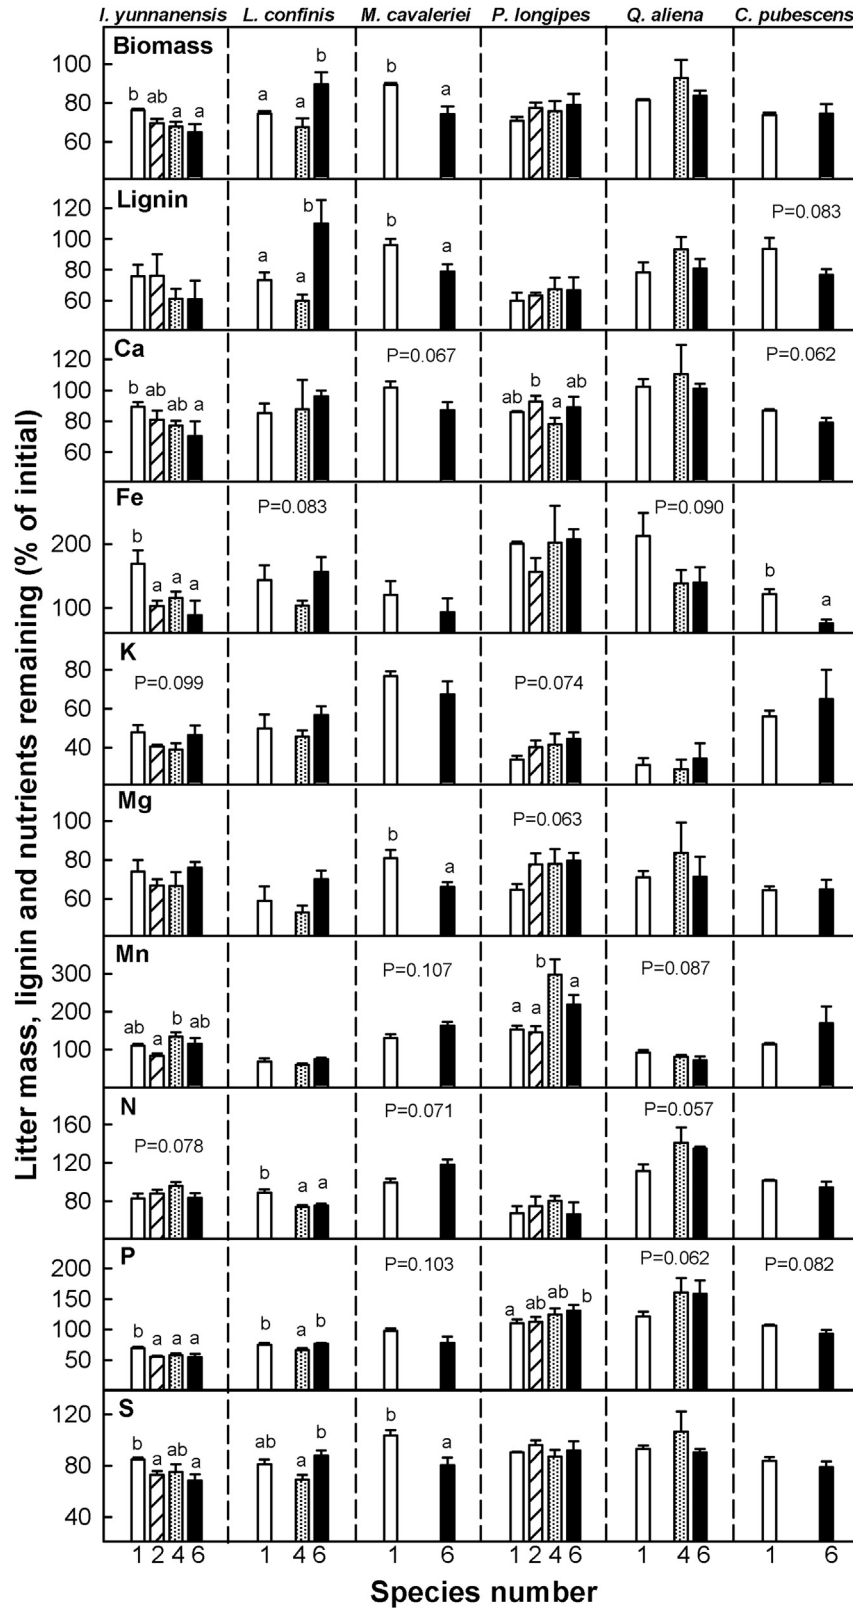 I. yunnanensis L. confinis M. cavaleriei P. longipes Q. aliena C. pubescens
Litter mass, lignin and nutrients remaining (% of initial)
Biomass
100
80
60
b ab a a
a a b
b a
Lignin
120
100
80
60
a a b
b a
P=0.083
Ca
120
100
80
60
b ab ab a
P=0.067
ab b a ab
P=0.062
Fe
200
100
b a a a
P=0.083
P=0.090
b a
K
80
60
40
P=0.099
P=0.074
Mg
100
80
60
b a
P=0.063
Mn
300
200
100
ab a b ab
P=0.107
a a b a
P=0.087
N
160
120
80
P=0.078
b a a
P=0.071
P=0.057
P
200
150
100
50
b a a a
b a b
P=0.103
a ab ab b
P=0.062
P=0.082
S
120
80
40
b a ab a
ab a b
b a
1 2 4 6 1 4 6 1 6 1 2 4 6 1 4 6 1 6
Species number